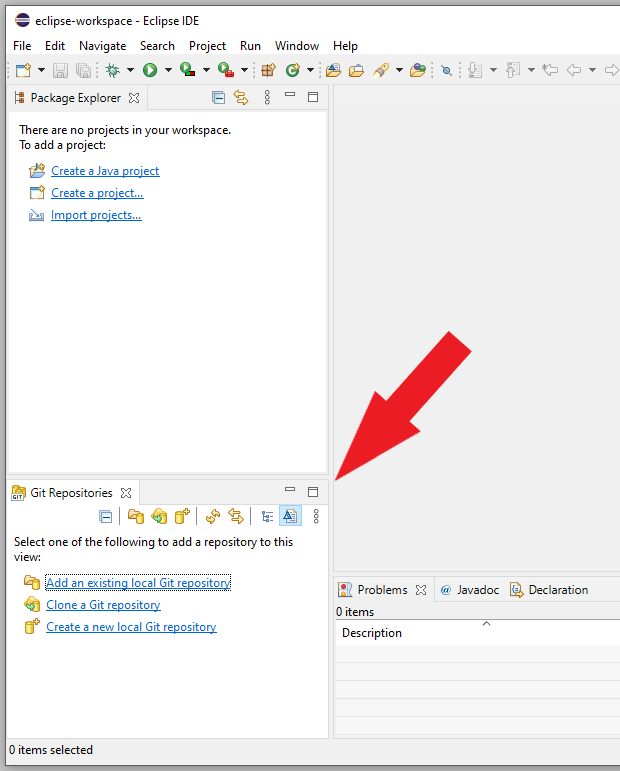 eclipse-workspace - Eclipse IDE
File Edit Navigate Search Project Run Window Help
Package Explorer
There are no projects in your workspace.
To add a project:
Create a Java project
Create a project...
Import projects...
GIT Git Repositories
Select one of the following to add a repository to this
view:
Add an existing local Git repository
Clone a Git repository
Create a new local Git repository
Problems @ Javadoc Declaration
0 items
Description
0 items selected